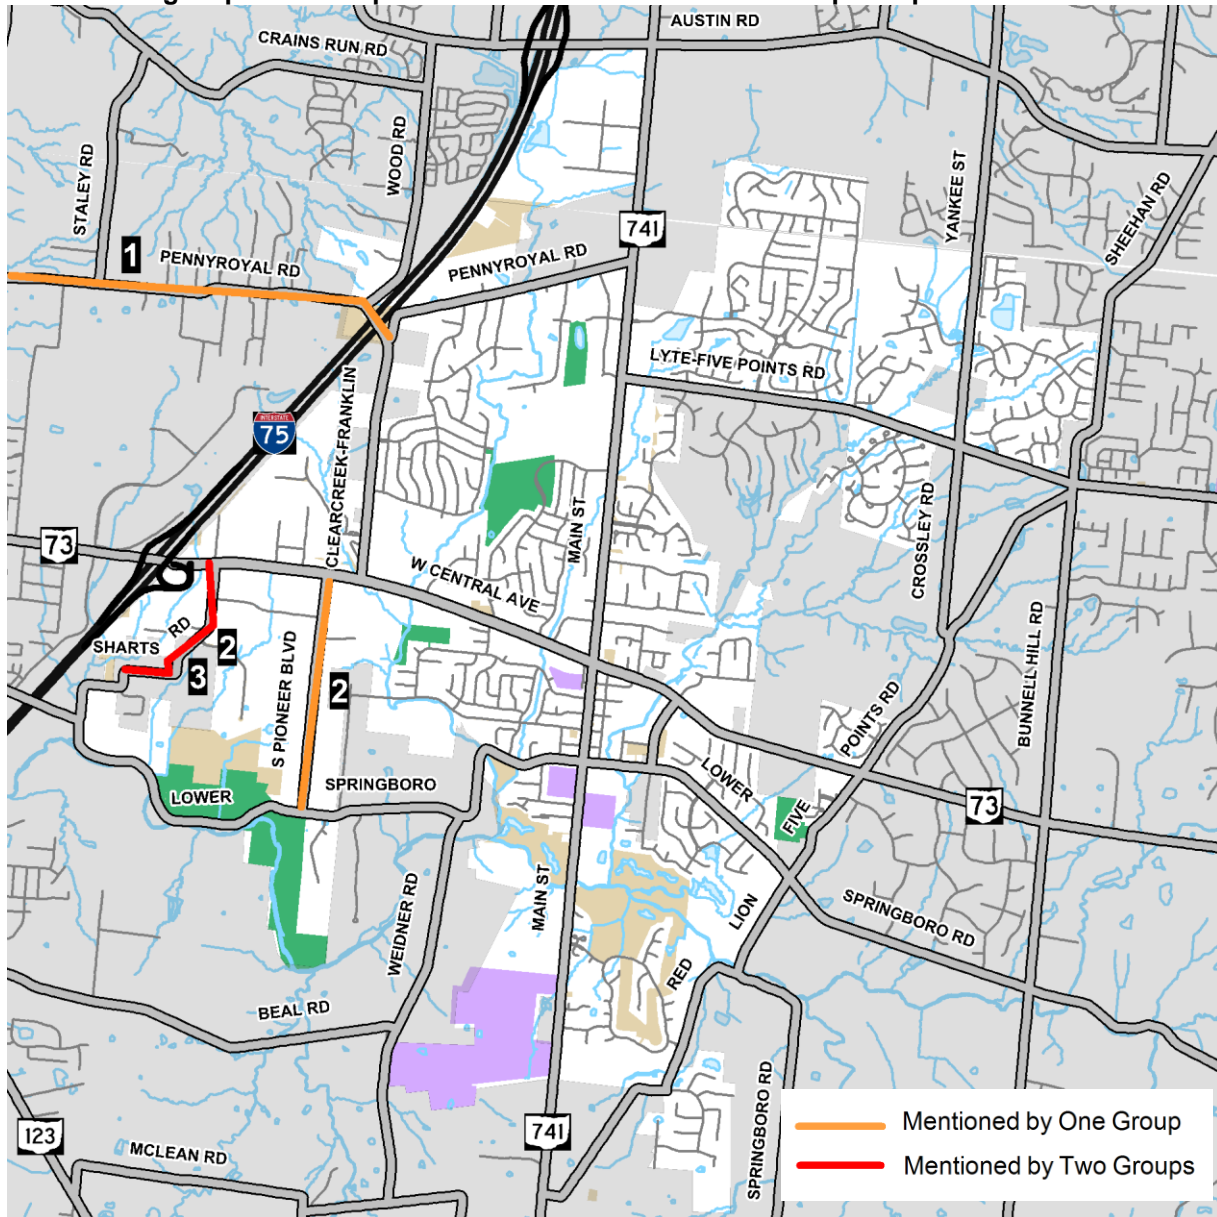 AUSTIN RD
CRAINS RUN RD
WOOD RD
STALEY RD
YANKEE ST
SHEEHAN RD
741
1
PENNYROYAL RD
PENNYROYAL RD
LYTE-FIVE POINTS RD
INTERSTATE
75
CLEARCREEK-FRANKLIN
MAIN ST
CROSSLEY RD
73
W CENTRAL AVE
SHARTS RD
2
3
2
S PIONEER BLVD
BUNNELL HILL RD
FIVE POINTS RD
LOWER SPRINGBORO
LOWER SPRINGBORO RD
73
MAIN ST
WEIDNER RD
RED LION
BEAL RD
SPRINGBORO RD
123
MCLEAN RD
741
Mentioned by One Group
Mentioned by Two Groups